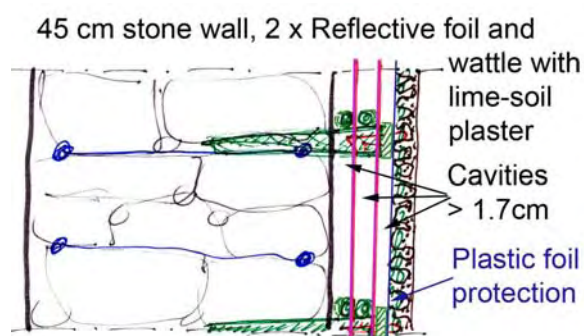 45 cm stone wall, 2 x Reflective foil and
wattle with
lime-soil
plaster
Cavities
> 1.7cm
Plastic foil
protection